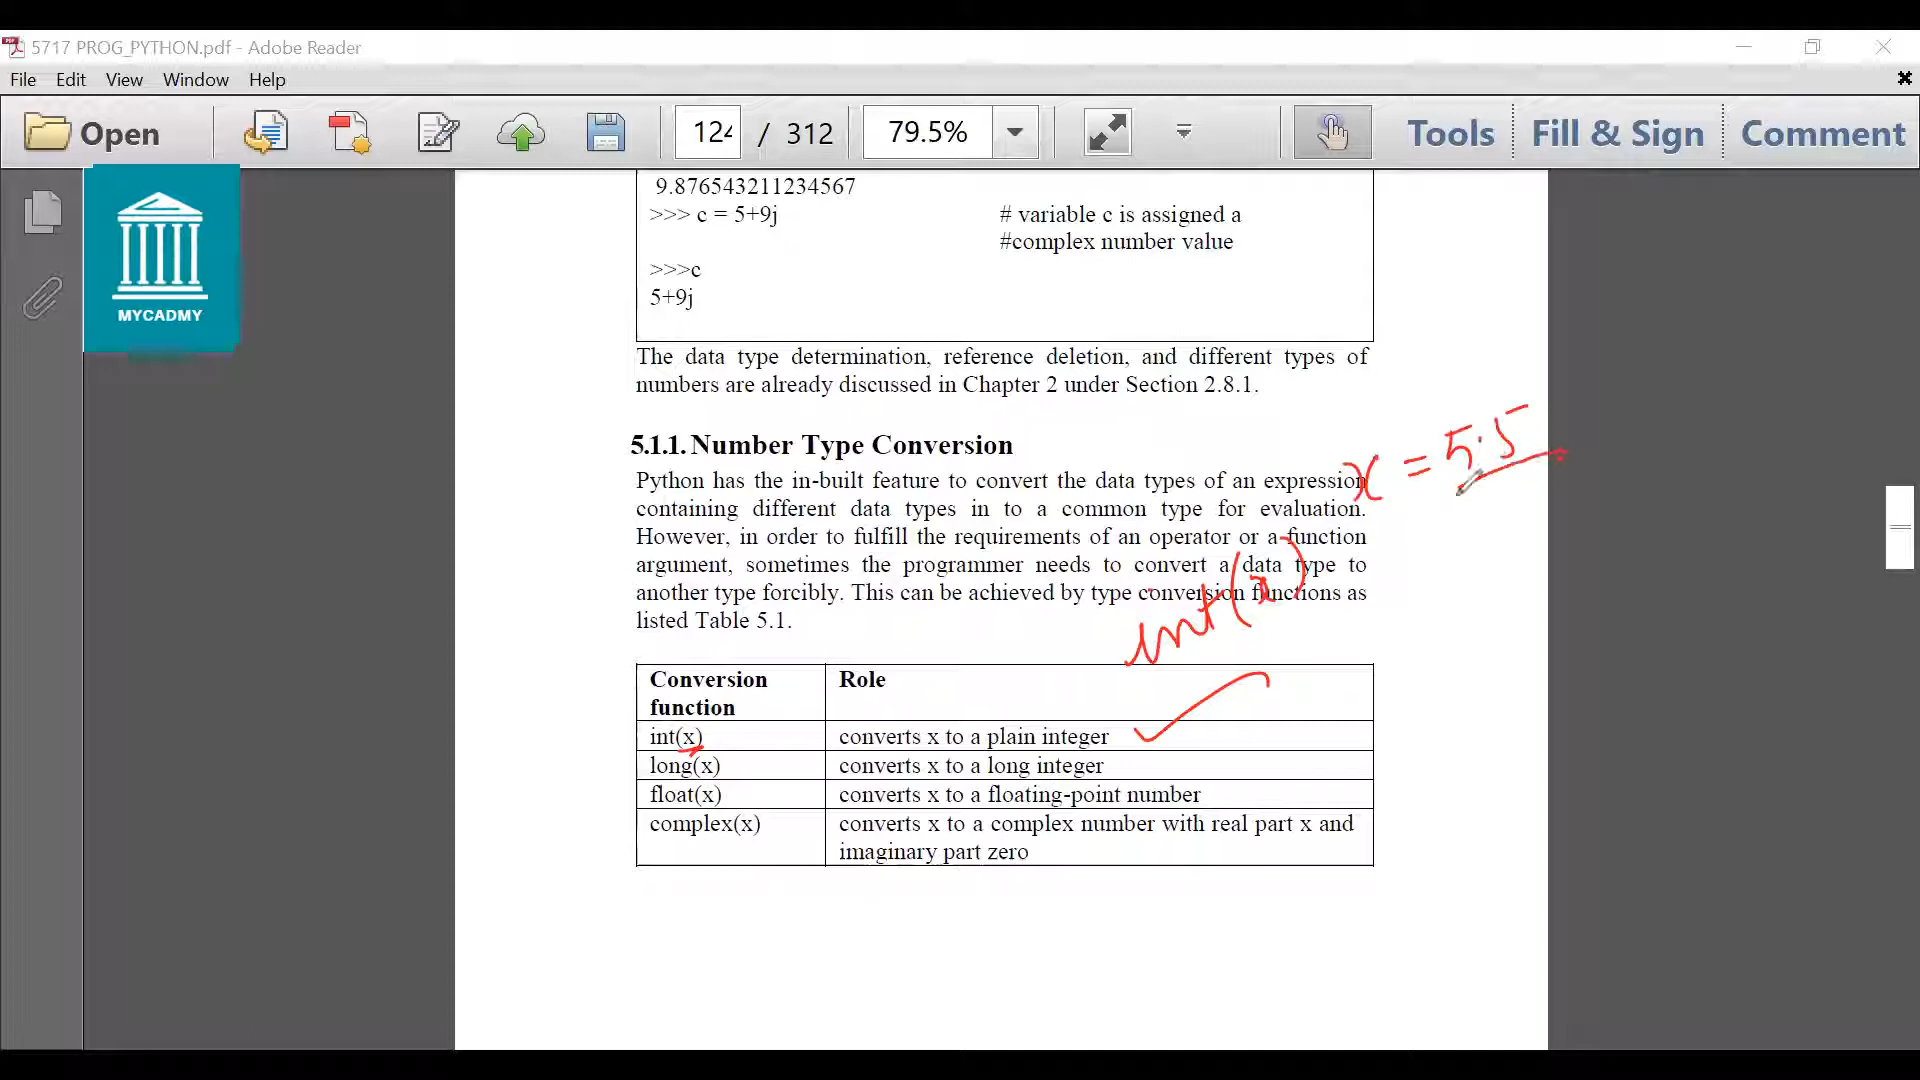 5717 PROG_PYTHON.pdf - Adobe Reader
File Edit View Window Help
Open 124 / 312 79.5% Tools Fill & Sign Comment
MYCADMY
9.876543211234567
>>> c = 5+9j # variable c is assigned a
#complex number value
>>>c
5+9j
The data type determination, reference deletion, and different types of
numbers are already discussed in Chapter 2 under Section 2.8.1.
5.1.1. Number Type Conversion
x = 5.5
Python has the in-built feature to convert the data types of an expression
containing different data types in to a common type for evaluation.
However, in order to fulfill the requirements of an operator or a function
argument, sometimes the programmer needs to convert a data type to
another type forcibly. This can be achieved by type conversion functions as
listed Table 5.1.
int(x)
Conversion function Role
int(x) converts x to a plain integer
long(x) converts x to a long integer
float(x) converts x to a floating-point number
complex(x) converts x to a complex number with real part x and
imaginary part zero